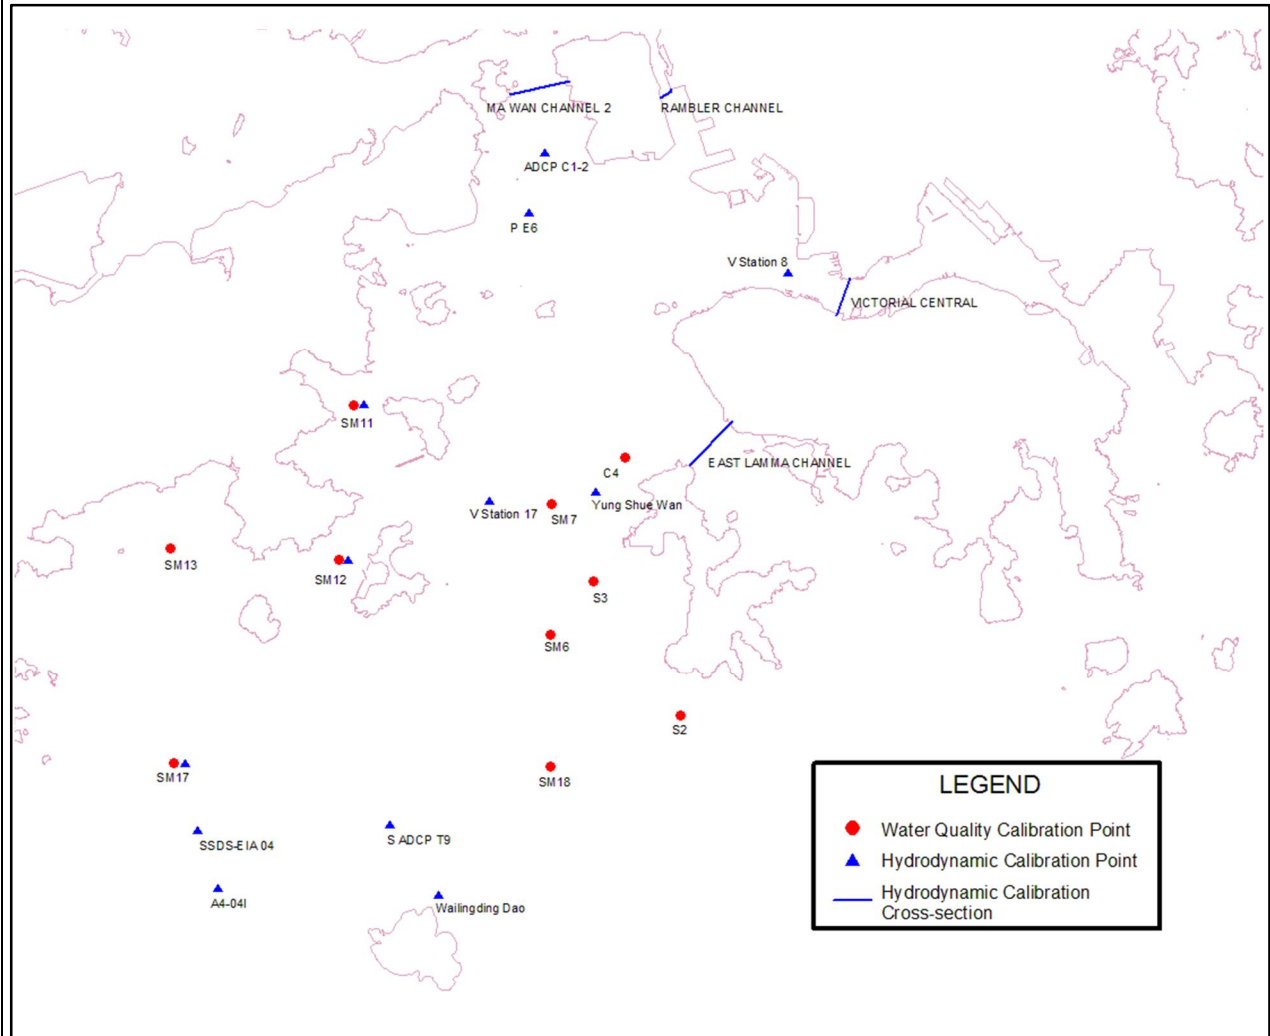 MA WAN CHANNEL 2
RAMBLER CHANNEL
ADCP C1-2
P E6
V Station 8
VICTORIAL CENTRAL
SM11
EAST LAMMA CHANNEL
C4
V Station 17
SM7
Yung Shue Wan
SM13
SM12
S3
SM6
S2
SM17
SM18
SSDS-EIA 04
S ADCP T9
A4-04I
Wailingding Dao
LEGEND
Water Quality Calibration Point
Hydrodynamic Calibration Point
Hydrodynamic Calibration
Cross-section